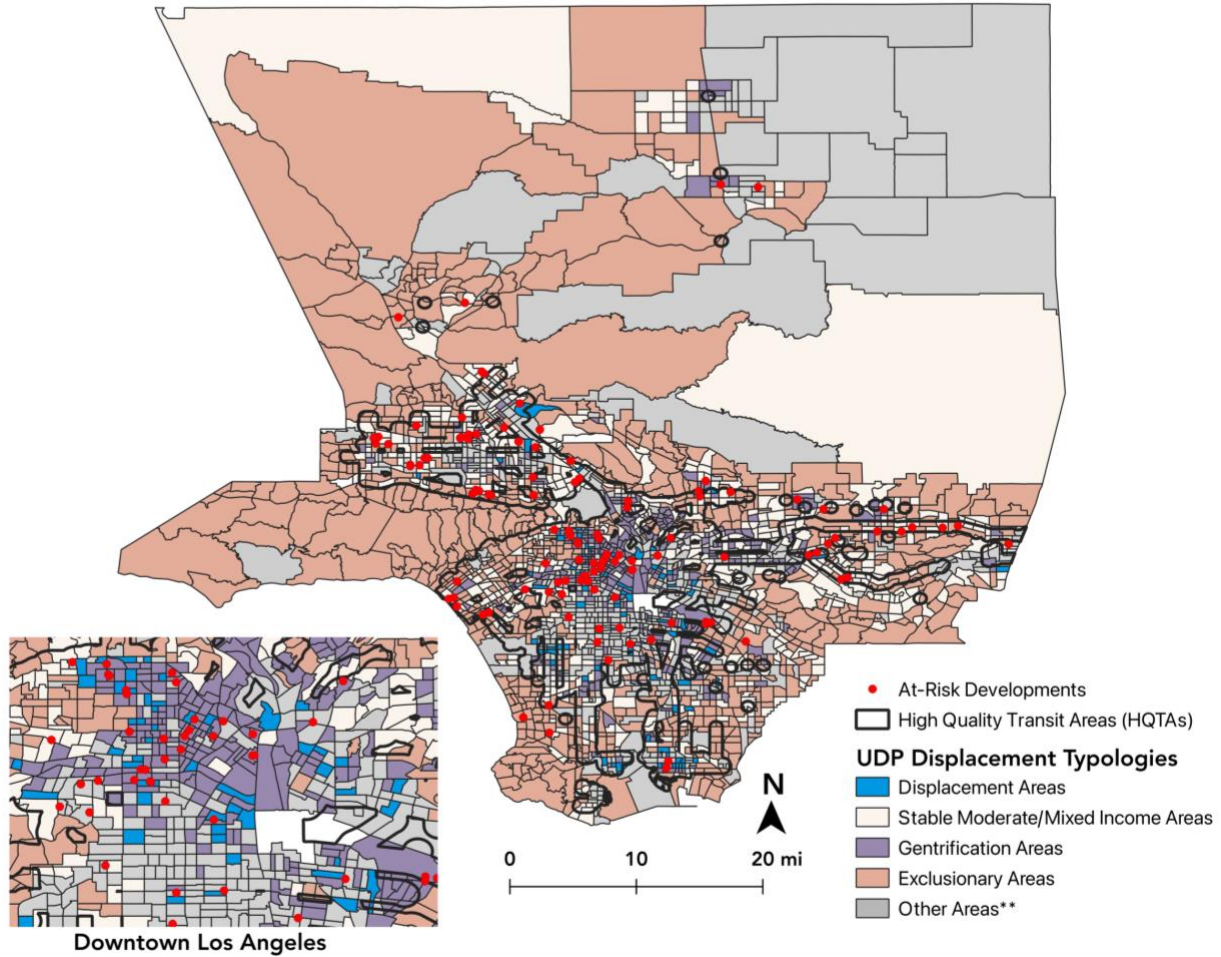 At-Risk Developments
High Quality Transit Areas (HQTAs)
UDP Displacement Typologies
Displacement Areas
Stable Moderate/Mixed Income Areas
Gentrification Areas
Exclusionary Areas
Other Areas**
N
0 10 20 mi
Downtown Los Angeles